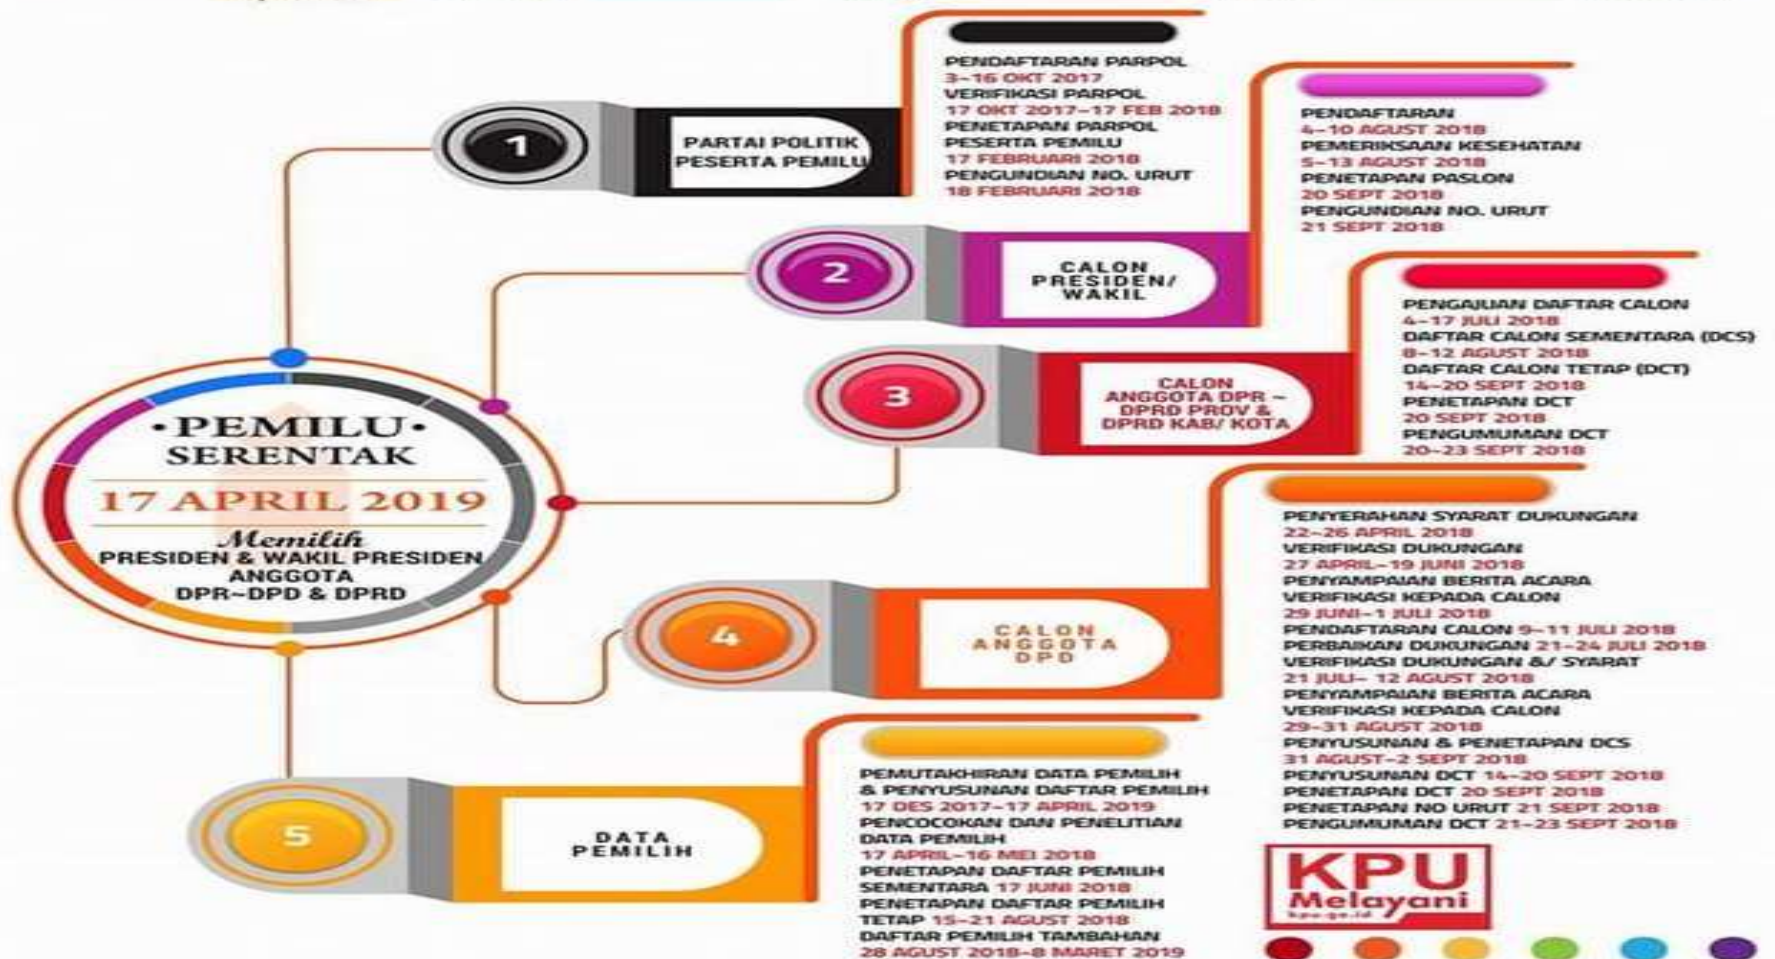 •PEMILU•
SERENTAK
17 APRIL 2019
Memilih
PRESIDEN & WAKIL PRESIDEN
ANGGOTA
DPR~DPD & DPRD
1
PARTAI POLITIK
PESERTA PEMILU
PENDAFTARAN PARPOL
3-16 OKT 2017
VERIFIKASI PARPOL
17 OKT 2017-17 FEB 2018
PENETAPAN PARPOL
PESERTA PEMILU
17 FEBRUARI 2018
PENGUNDIAN NO. URUT
18 FEBRUARI 2018
2
CALON
PRESIDEN/
WAKIL
PENDAFTARAN
4-10 AGUST 2018
PEMERIKSAAN KESEHATAN
5-13 AGUST 2018
PENETAPAN PASLON
20 SEPT 2018
PENGUNDIAN NO. URUT
21 SEPT 2018
3
CALON
ANGGOTA DPR ~
DPRD PROV &
DPRD KAB/ KOTA
PENGAJUAN DAFTAR CALON
4-17 JULI 2018
DAFTAR CALON SEMENTARA (DCS)
8-12 AGUST 2018
DAFTAR CALON TETAP (DCT)
14-20 SEPT 2018
PENETAPAN DCT
20 SEPT 2018
PENGUMUMAN DCT
20-23 SEPT 2018
4
CALON
ANGGOTA
DPD
PENYERAHAN SYARAT DUKUNGAN
22-26 APRIL 2018
VERIFIKASI DUKUNGAN
27 APRIL-19 JUNI 2018
PENYAMPAIAN BERITA ACARA
VERIFIKASI KEPADA CALON
29 JUNI-1 JULI 2018
PENDAFTARAN CALON 9-11 JULI 2018
PERBAIKAN DUKUNGAN 21-24 JULI 2018
VERIFIKASI DUKUNGAN &/ SYARAT
21 JULI- 12 AGUST 2018
PENYAMPAIAN BERITA ACARA
VERIFIKASI KEPADA CALON
29-31 AGUST 2018
PENYUSUNAN & PENETAPAN DCS
31 AGUST-2 SEPT 2018
PENYUSUNAN DCT 14-20 SEPT 2018
PENETAPAN DCT 20 SEPT 2018
PENETAPAN NO URUT 21 SEPT 2018
PENGUMUMAN DCT 21-23 SEPT 2018
5
DATA
PEMILIH
PEMUTAKHIRAN DATA PEMILIH
& PENYUSUNAN DAFTAR PEMILIH
17 DES 2017-17 APRIL 2019
PENCOCOKAN DAN PENELITIAN
DATA PEMILIH
17 APRIL-16 MEI 2018
PENETAPAN DAFTAR PEMILIH
SEMENTARA 17 JUNI 2018
PENETAPAN DAFTAR PEMILIH
TETAP 15-21 AGUST 2018
DAFTAR PEMILIH TAMBAHAN
28 AGUST 2018-8 MARET 2019
KPU
Melayani
kpu.go.id